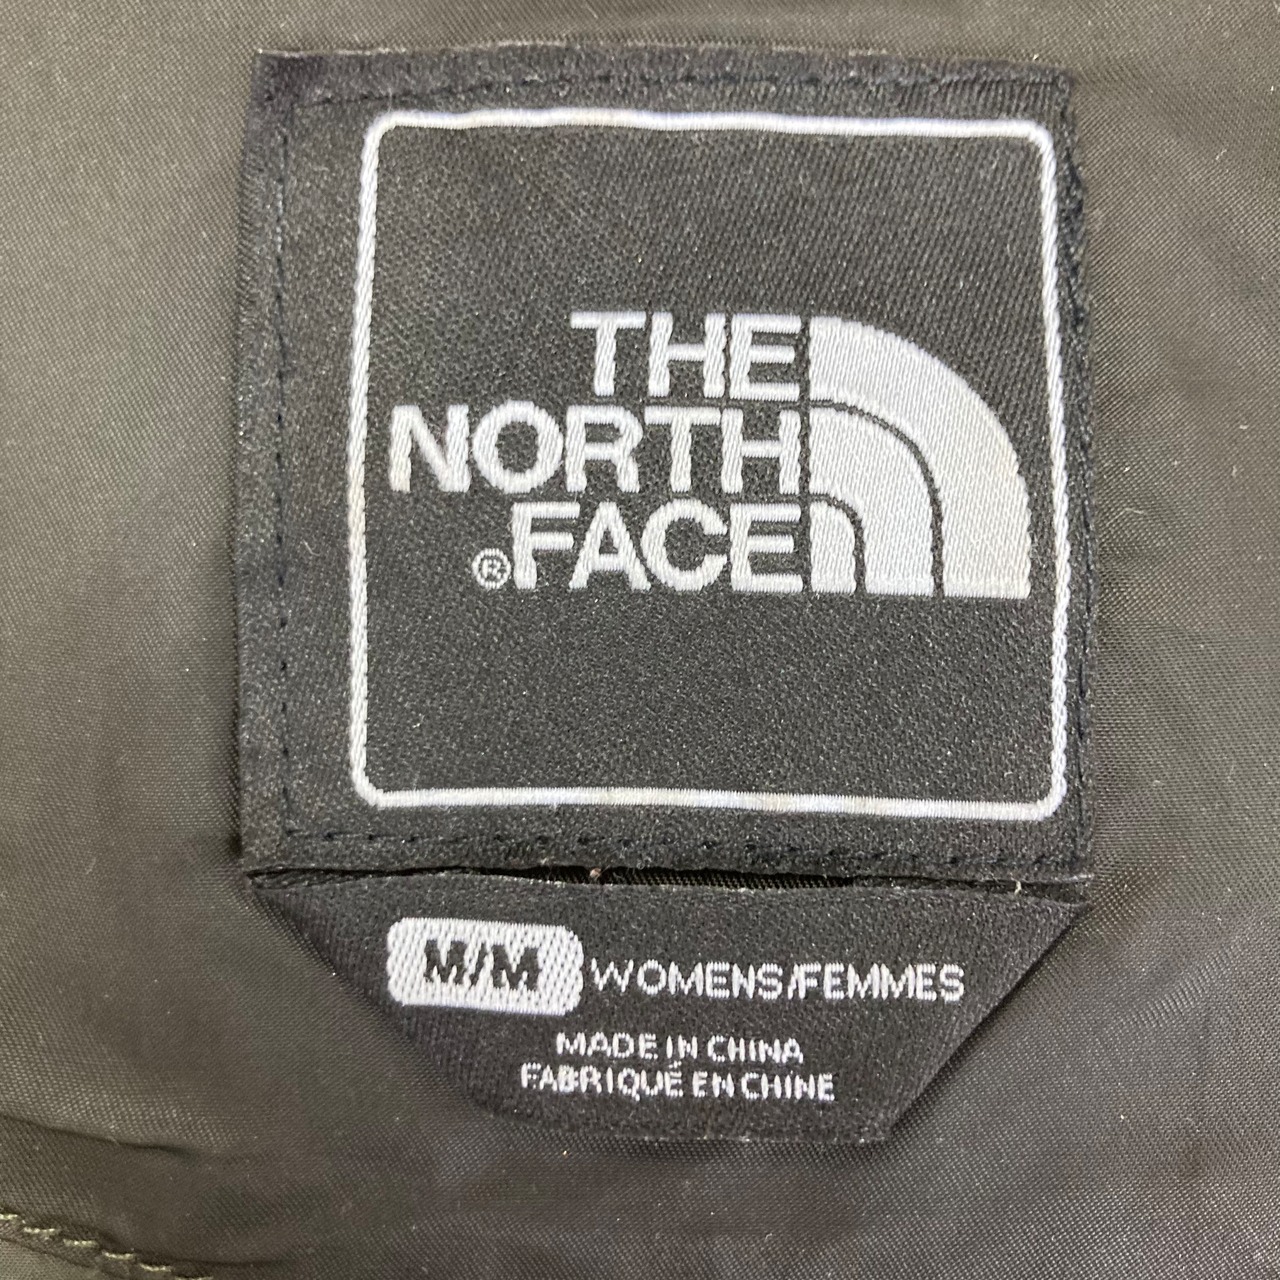 THE
NORTH
®FACE
M/M WOMENS/FEMMES
MADE IN CHINA
FABRIQUÉ EN CHINE